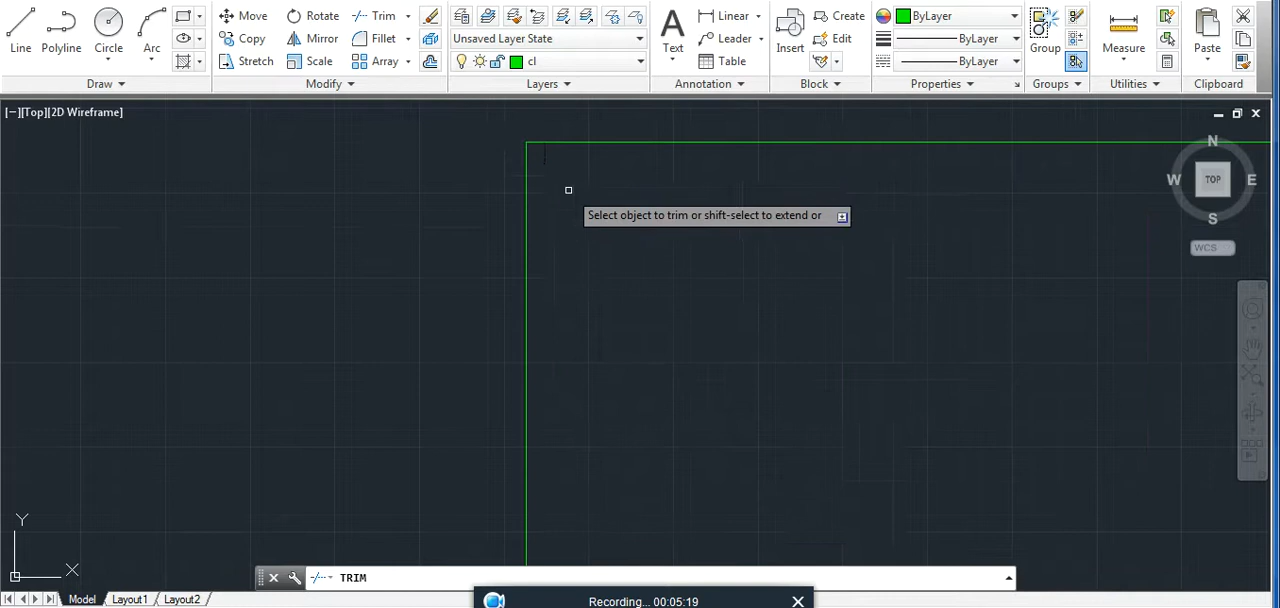 Move
Rotate
Trim
Linear
Create
ByLayer
Copy
Mirror
Fillet
Unsaved Layer State
Leader
Edit
ByLayer
Line
Polyline
Circle
Arc
Stretch
Scale
Array
cl
Text
Table
Insert
ByLayer
Group
Measure
Paste
Draw
Modify
Layers
Annotation
Block
Properties
Groups
Utilities
Clipboard
[−][Top][2D Wireframe]
N
W
TOP
E
S
WCS
Select object to trim or shift-select to extend or
Y
X
TRIM
Model
Layout1
Layout2
Recording... 00:05:19